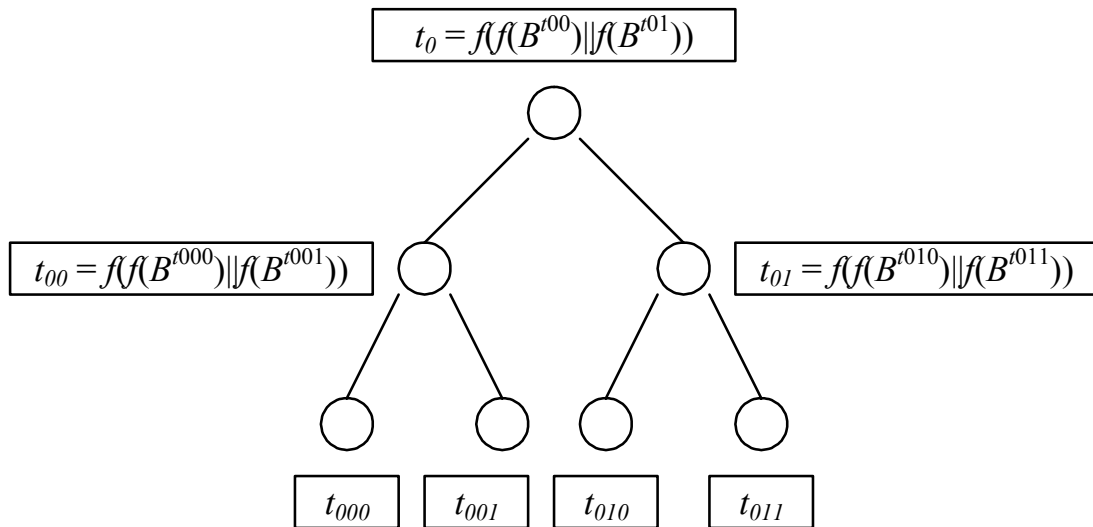 t₀ = f(f(Bᵗ⁰⁰)||f(Bᵗ⁰¹))
t₀₀ = f(f(Bᵗ⁰⁰⁰)||f(Bᵗ⁰⁰¹))
t₀₁ = f(f(Bᵗ⁰¹⁰)||f(Bᵗ⁰¹¹))
t₀₀₀
t₀₀₁
t₀₁₀
t₀₁₁